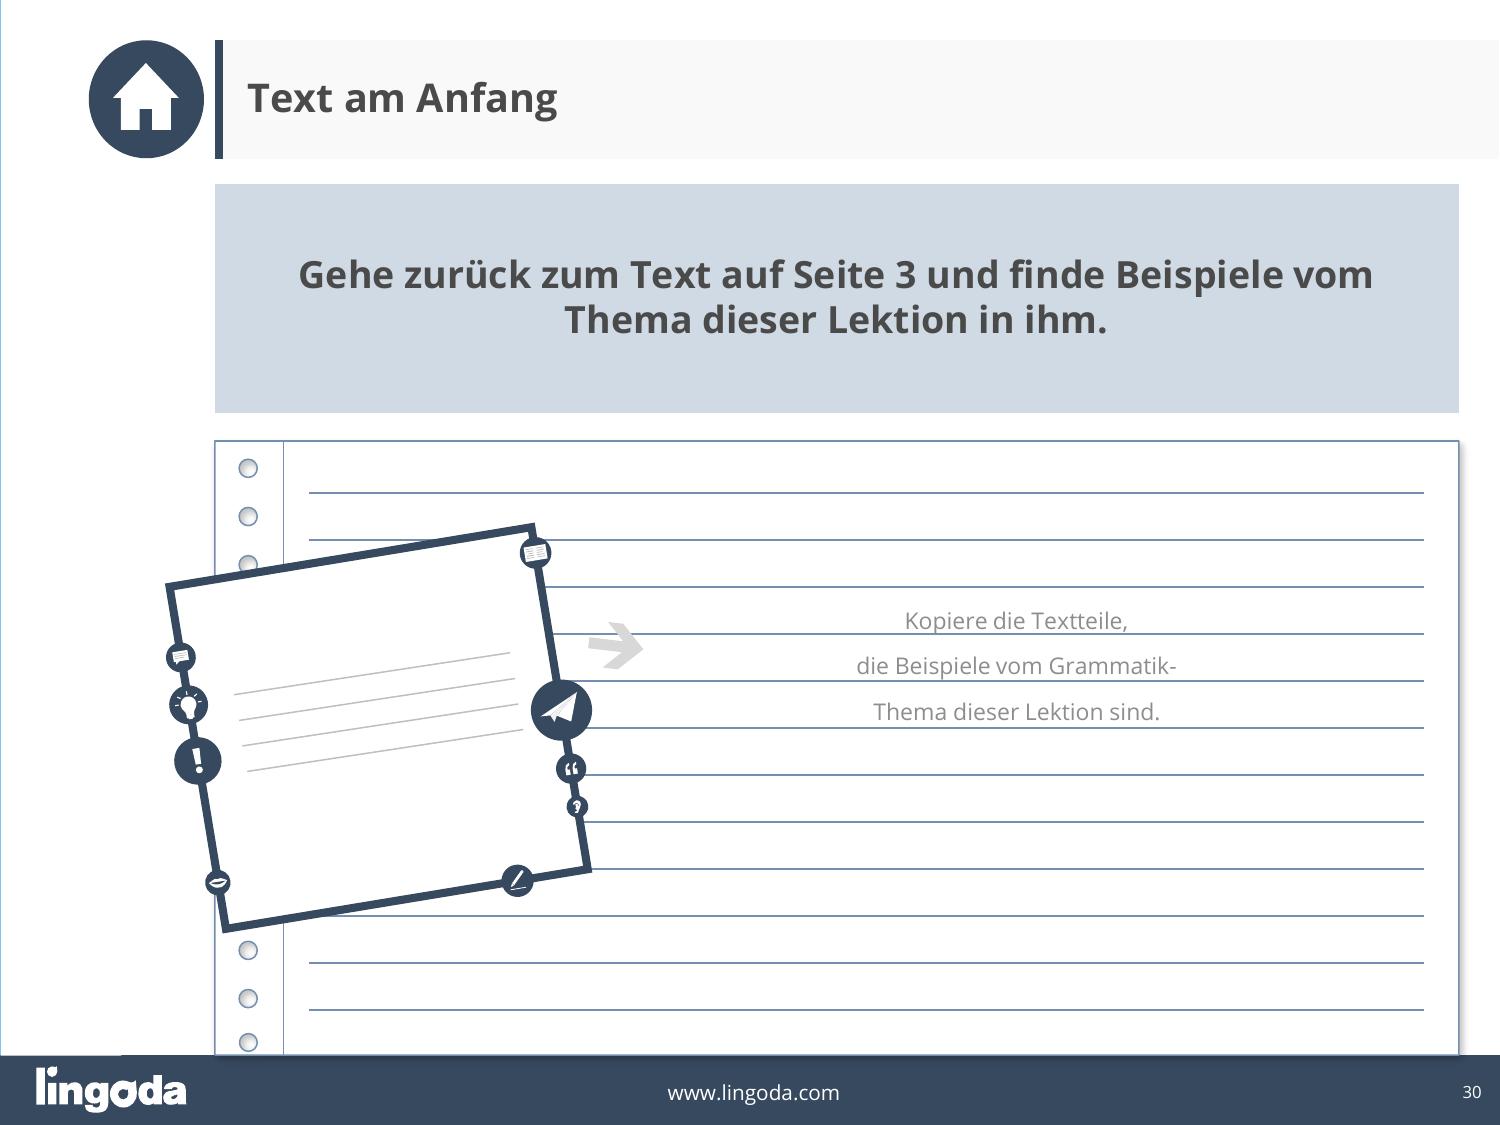 Text am Anfang
Gehe zurück zum Text auf Seite 3 und finde Beispiele vom
Thema dieser Lektion in ihm.
Kopiere die Textteile,
die Beispiele vom Grammatik-
Thema dieser Lektion sind.
lingoda
www.lingoda.com
30